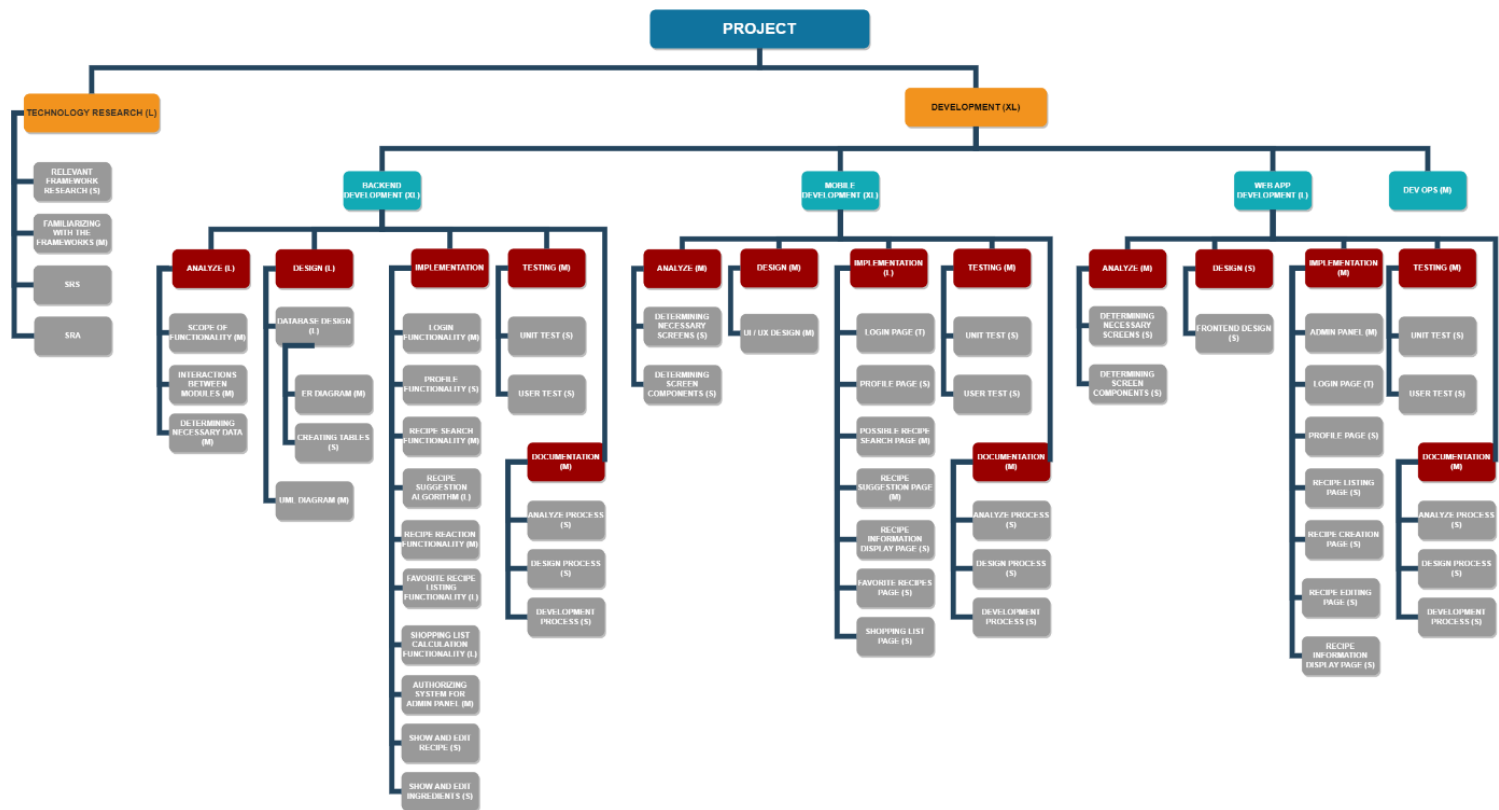 PROJECT
TECHNOLOGY RESEARCH (L)
RELEVANT
FRAMEWORK
RESEARCH (S)
FAMILIARIZING
WITH THE
FRAMEWORKS (M)
SRS
SRA
DEVELOPMENT (XL)
BACKEND
DEVELOPMENT (XL)
ANALYZE (L)
SCOPE OF
FUNCTIONALITY (M)
INTERACTIONS
BETWEEN
MODULES (M)
DETERMINING
NECESSARY DATA
(M)
DESIGN (L)
DATABASE DESIGN
(L)
ER DIAGRAM (M)
CREATING TABLES
(S)
UML DIAGRAM (M)
IMPLEMENTATION
LOGIN
FUNCTIONALITY (M)
PROFILE
FUNCTIONALITY (S)
RECIPE SEARCH
FUNCTIONALITY (M)
RECIPE
SUGGESTION
ALGORITHM (L)
RECIPE REACTION
FUNCTIONALITY (M)
FAVORITE RECIPE
LISTING
FUNCTIONALITY (L)
SHOPPING LIST
CALCULATION
FUNCTIONALITY (L)
AUTHORIZING
SYSTEM FOR
ADMIN PANEL (M)
SHOW AND EDIT
RECIPE (S)
SHOW AND EDIT
INGREDIENTS (S)
TESTING (M)
UNIT TEST (S)
USER TEST (S)
DOCUMENTATION
(M)
ANALYZE PROCESS
(S)
DESIGN PROCESS
(S)
DEVELOPMENT
PROCESS (S)
MOBILE
DEVELOPMENT (XL)
ANALYZE (M)
DETERMINING
NECESSARY
SCREENS (S)
DETERMINING
SCREEN
COMPONENTS (S)
DESIGN (M)
UI / UX DESIGN (M)
IMPLEMENTATION
(L)
LOGIN PAGE (T)
PROFILE PAGE (S)
POSSIBLE RECIPE
SEARCH PAGE (M)
RECIPE
SUGGESTION PAGE
(M)
RECIPE
INFORMATION
DISPLAY PAGE (S)
FAVORITE RECIPES
PAGE (S)
SHOPPING LIST
PAGE (S)
TESTING (M)
UNIT TEST (S)
USER TEST (S)
DOCUMENTATION
(M)
ANALYZE PROCESS
(S)
DESIGN PROCESS
(S)
DEVELOPMENT
PROCESS (S)
WEB APP
DEVELOPMENT (L)
ANALYZE (M)
DETERMINING
NECESSARY
SCREENS (S)
DETERMINING
SCREEN
COMPONENTS (S)
DESIGN (S)
FRONTEND DESIGN
(S)
IMPLEMENTATION
(M)
ADMIN PANEL (M)
LOGIN PAGE (T)
PROFILE PAGE (S)
RECIPE LISTING
PAGE (S)
RECIPE CREATION
PAGE (S)
RECIPE EDITING
PAGE (S)
RECIPE
INFORMATION
DISPLAY PAGE (S)
TESTING (M)
UNIT TEST (S)
USER TEST (S)
DOCUMENTATION
(M)
ANALYZE PROCESS
(S)
DESIGN PROCESS
(S)
DEVELOPMENT
PROCESS (S)
DEV OPS (M)